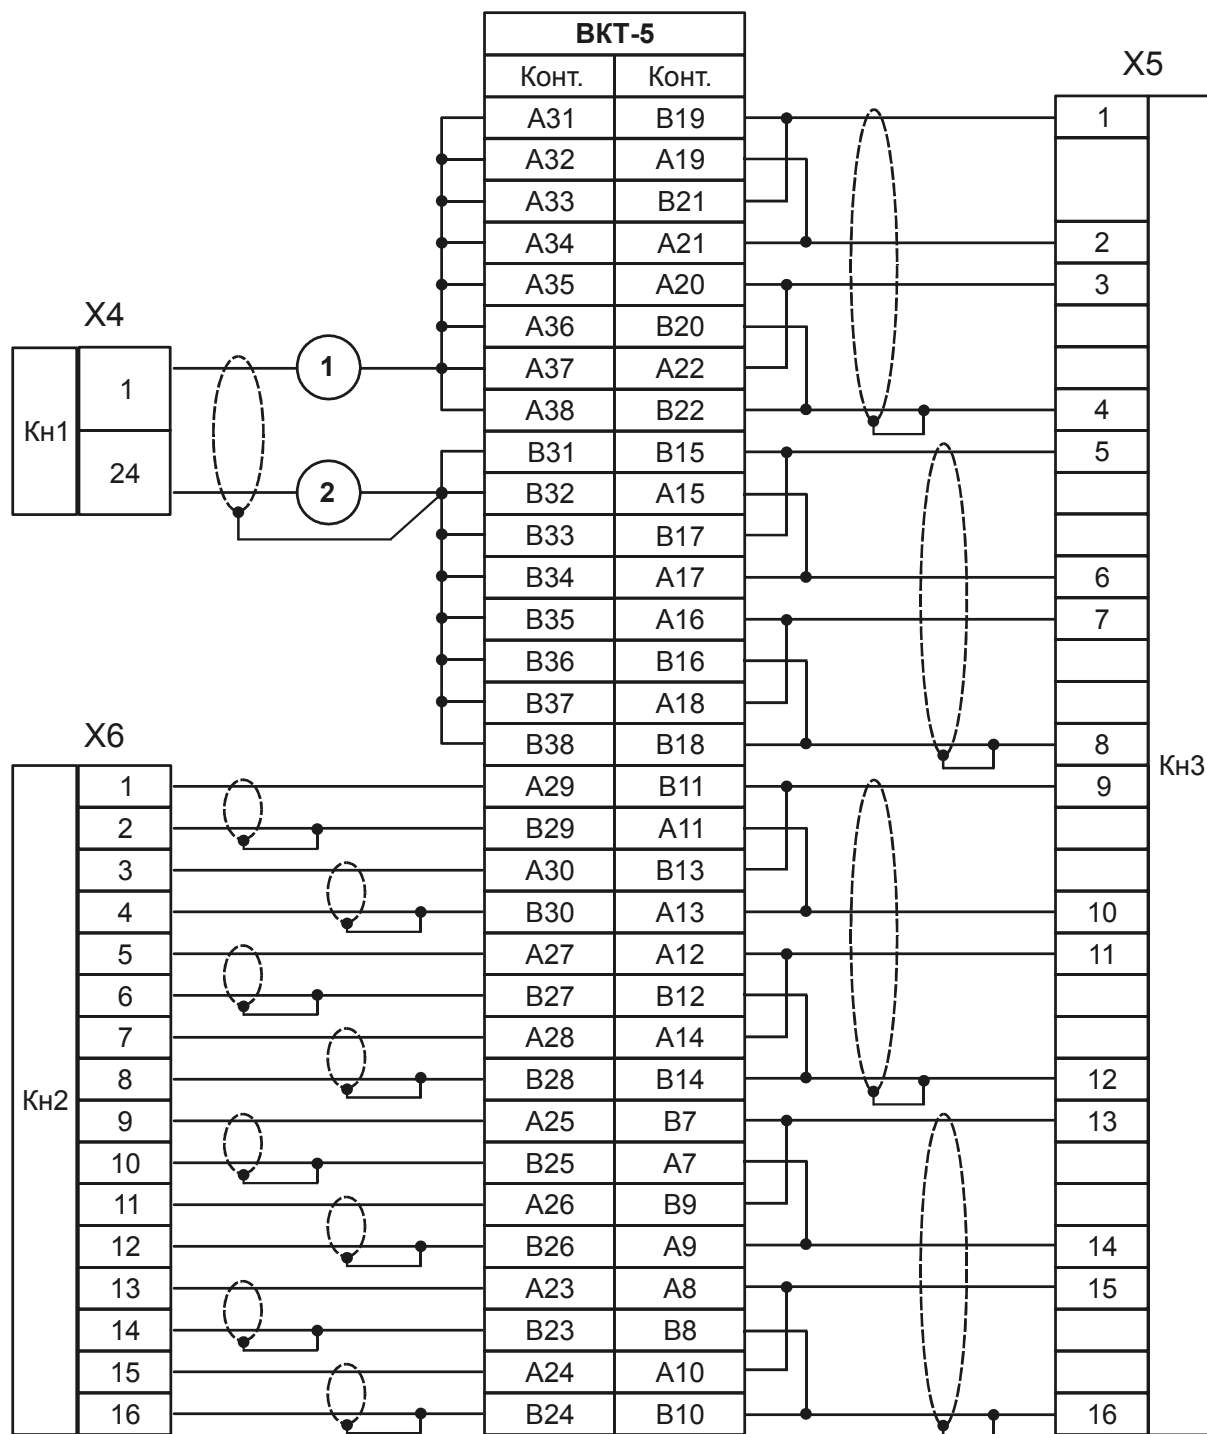 ВКТ-5
Конт. Конт.
X5
A31 B19 1
A32 A19
A33 B21
A34 A21 2
A35 A20 3
X4
A36 B20
1 1 A37 A22
A38 B22 4
Кн1
B31 B15 5
24 2 B32 A15
B33 B17
B34 A17 6
B35 A16 7
B36 B16
B37 A18
X6
B38 B18 8
Кн3
1 A29 B11 9
2 B29 A11
3 A30 B13
4 B30 A13 10
5 A27 A12 11
6 B27 B12
7 A28 A14
8 B28 B14 12
Кн2
9 A25 B7 13
10 B25 A7
11 A26 B9
12 B26 A9 14
13 A23 A8 15
14 B23 B8
15 A24 A10
16 B24 B10 16